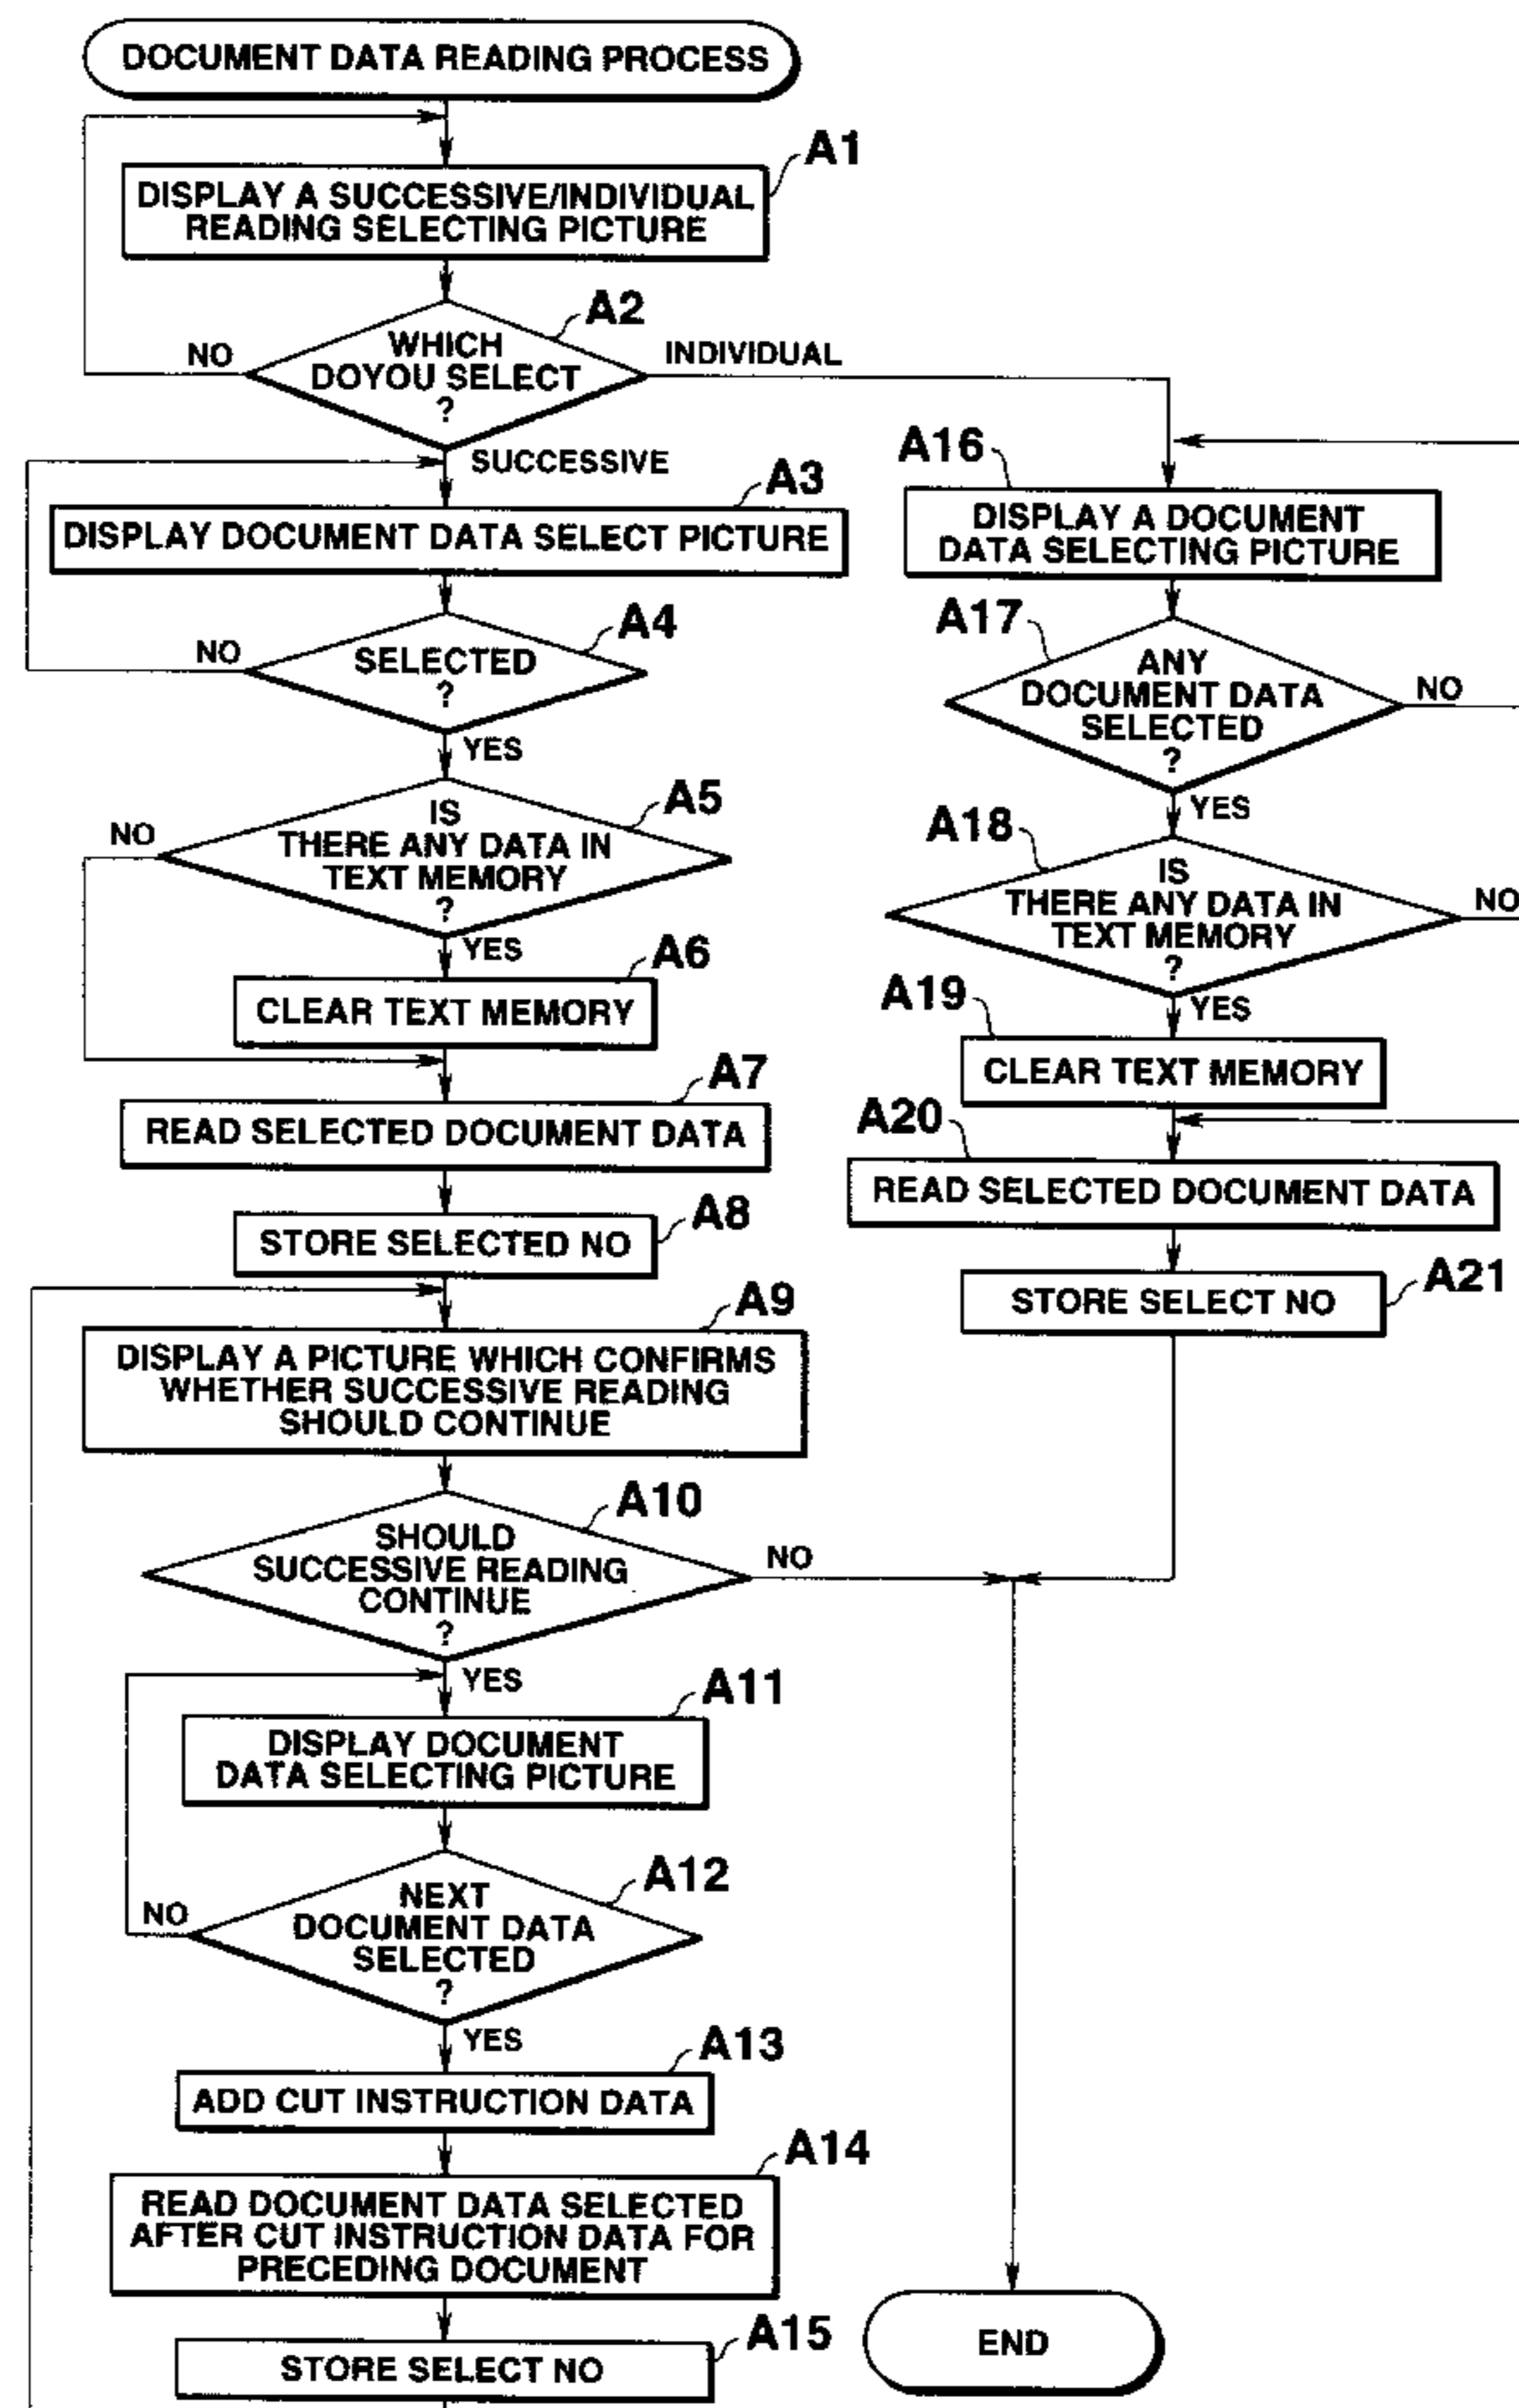 DOCUMENT DATA READING PROCESS
A1
DISPLAY A SUCCESSIVE/INDIVIDUAL
READING SELECTING PICTURE
A2
WHICH
DOYOU SELECT
?
NO
INDIVIDUAL
SUCCESSIVE
A3
DISPLAY DOCUMENT DATA SELECT PICTURE
A4
SELECTED
?
NO
YES
A5
IS
THERE ANY DATA IN
TEXT MEMORY
?
NO
YES
A6
CLEAR TEXT MEMORY
A7
READ SELECTED DOCUMENT DATA
A8
STORE SELECTED NO
A9
DISPLAY A PICTURE WHICH CONFIRMS
WHETHER SUCCESSIVE READING
SHOULD CONTINUE
A10
SHOULD
SUCCESSIVE READING
CONTINUE
?
NO
YES
A11
DISPLAY DOCUMENT
DATA SELECTING PICTURE
A12
NEXT
DOCUMENT DATA
SELECTED
?
NO
YES
A13
ADD CUT INSTRUCTION DATA
A14
READ DOCUMENT DATA SELECTED
AFTER CUT INSTRUCTION DATA FOR
PRECEDING DOCUMENT
A15
STORE SELECT NO
A16
DISPLAY A DOCUMENT
DATA SELECTING PICTURE
A17
ANY
DOCUMENT DATA
SELECTED
?
NO
YES
A18
IS
THERE ANY DATA IN
TEXT MEMORY
?
NO
YES
A19
CLEAR TEXT MEMORY
A20
READ SELECTED DOCUMENT DATA
A21
STORE SELECT NO
END